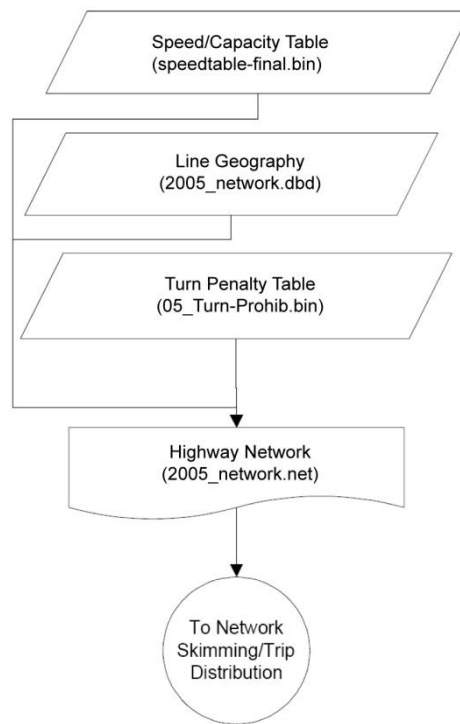 Speed/Capacity Table
(speedtable-final.bin)
Line Geography
(2005_network.dbd)
Turn Penalty Table
(05_Turn-Prohib.bin)
Highway Network
(2005_network.net)
To Network
Skimming/Trip
Distribution